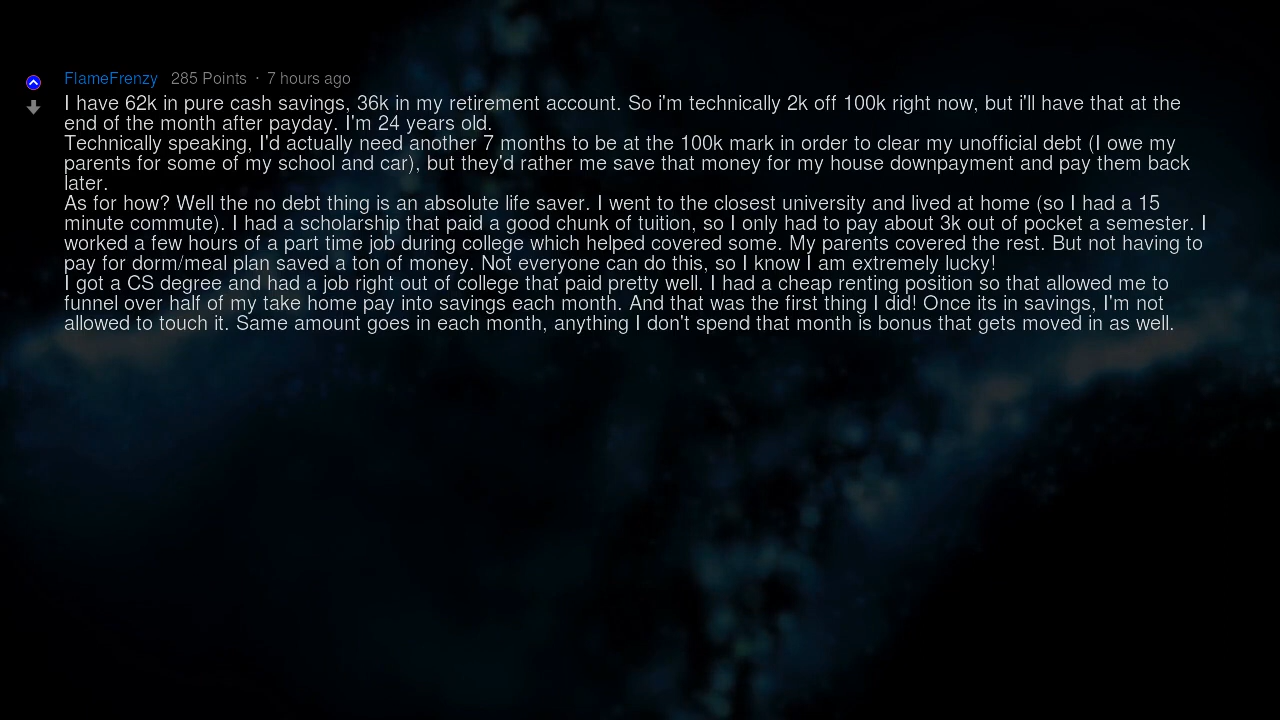 FlameFrenzy 285 Points · 7 hours ago
I have 62k in pure cash savings, 36k in my retirement account. So i'm technically 2k off 100k right now, but i'll have that at the
end of the month after payday. I'm 24 years old.
Technically speaking, I'd actually need another 7 months to be at the 100k mark in order to clear my unofficial debt (I owe my
parents for some of my school and car), but they'd rather me save that money for my house downpayment and pay them back
later.
As for how? Well the no debt thing is an absolute life saver. I went to the closest university and lived at home (so I had a 15
minute commute). I had a scholarship that paid a good chunk of tuition, so I only had to pay about 3k out of pocket a semester. I
worked a few hours of a part time job during college which helped covered some. My parents covered the rest. But not having to
pay for dorm/meal plan saved a ton of money. Not everyone can do this, so I know I am extremely lucky!
I got a CS degree and had a job right out of college that paid pretty well. I had a cheap renting position so that allowed me to
funnel over half of my take home pay into savings each month. And that was the first thing I did! Once its in savings, I'm not
allowed to touch it. Same amount goes in each month, anything I don't spend that month is bonus that gets moved in as well.